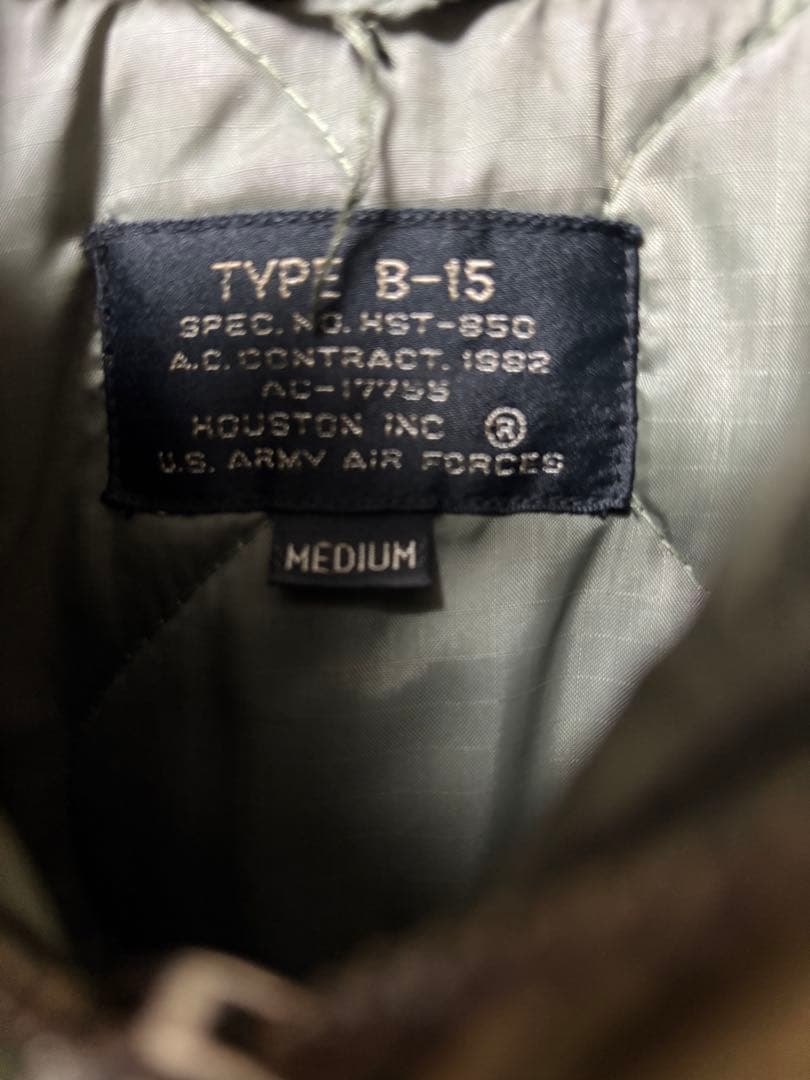 TYPE B-15
SPEC. NO. HST-850
A.C. CONTRACT. 1982
AC-17755
HOUSTON INC ®
U.S. ARMY AIR FORCES
MEDIUM